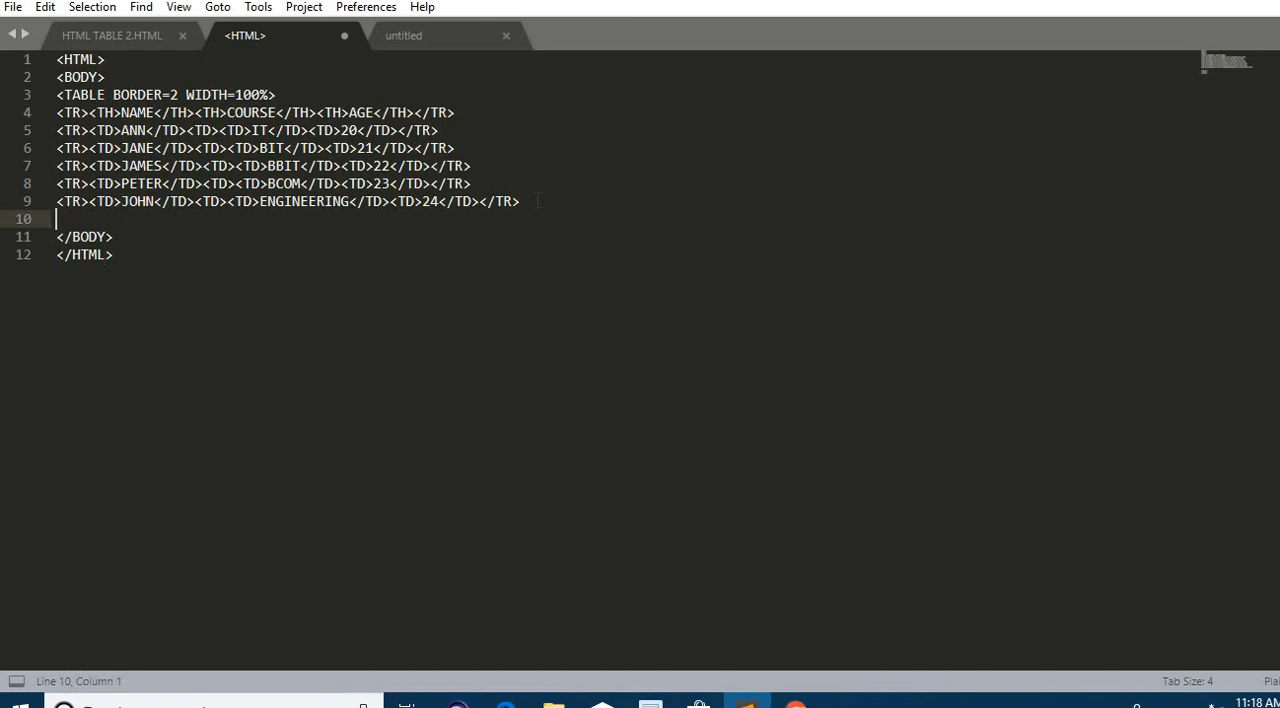 File Edit Selection Find View Goto Tools Project Preferences Help
HTML TABLE 2.HTML <HTML> untitled
1 <HTML>
2 <BODY>
3 <TABLE BORDER=2 WIDTH=100%>
4 <TR><TH>NAME</TH><TH>COURSE</TH><TH>AGE</TH></TR>
5 <TR><TD>ANN</TD><TD><TD>IT</TD><TD>20</TD></TR>
6 <TR><TD>JANE</TD><TD><TD>BIT</TD><TD>21</TD></TR>
7 <TR><TD>JAMES</TD><TD><TD>BBIT</TD><TD>22</TD></TR>
8 <TR><TD>PETER</TD><TD><TD>BCOM</TD><TD>23</TD></TR>
9 <TR><TD>JOHN</TD><TD><TD>ENGINEERING</TD><TD>24</TD></TR>
10
11 </BODY>
12 </HTML>
Line 10, Column 1 Tab Size: 4 Plai
11:18 AM